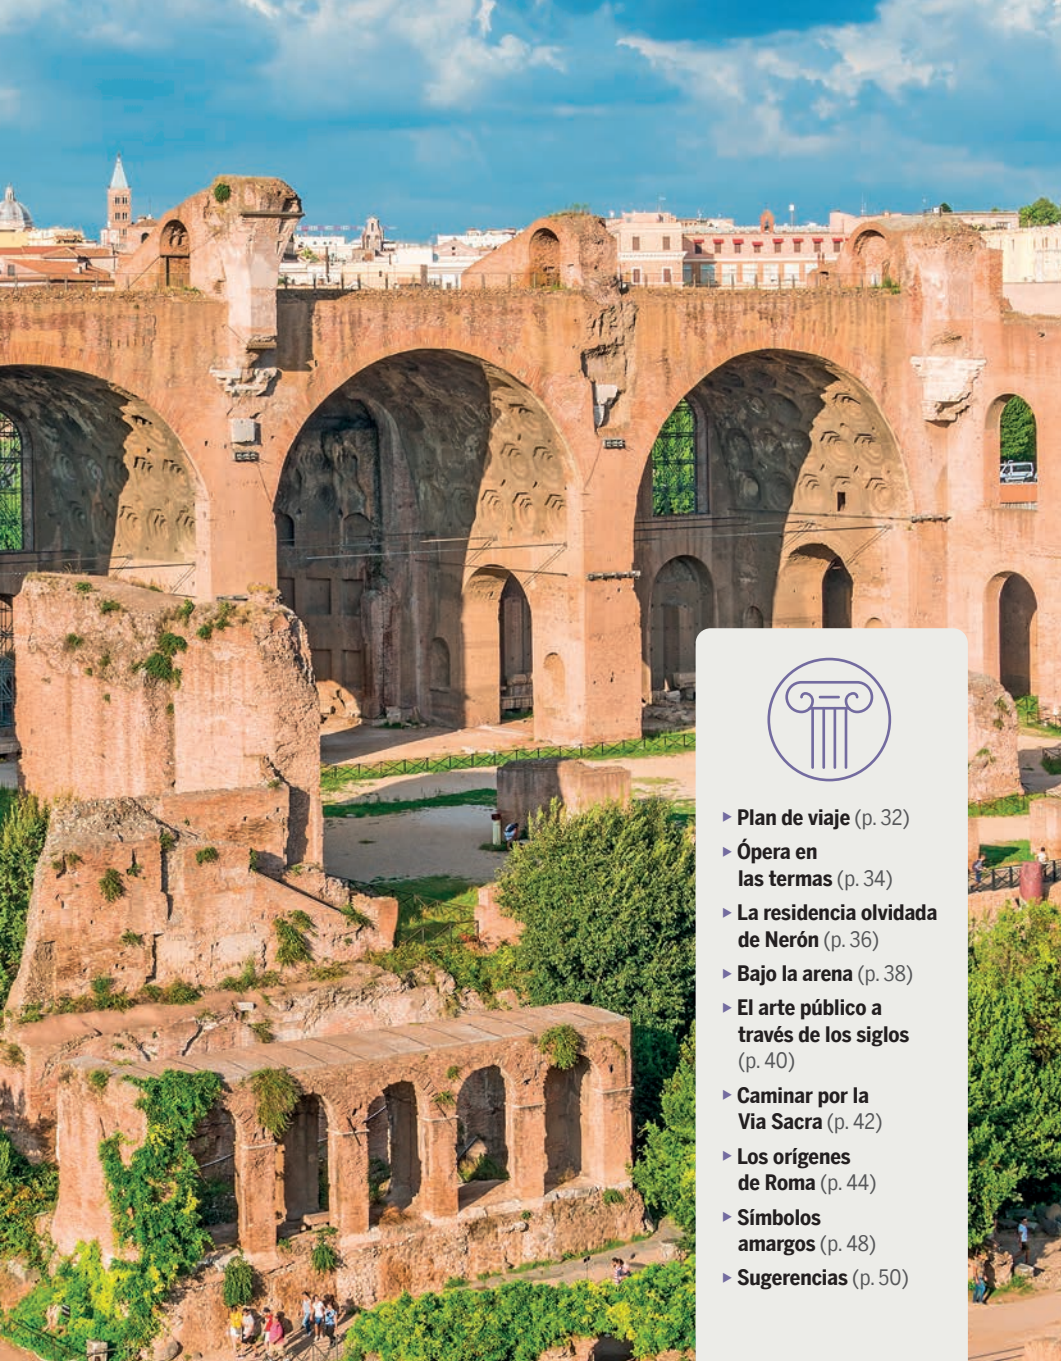 ▸ Plan de viaje (p. 32)
▸ Ópera en
las termas (p. 34)
▸ La residencia olvidada
de Nerón (p. 36)
▸ Bajo la arena (p. 38)
▸ El arte público a
través de los siglos
(p. 40)
▸ Caminar por la
Via Sacra (p. 42)
▸ Los orígenes
de Roma (p. 44)
▸ Símbolos
amargos (p. 48)
▸ Sugerencias (p. 50)